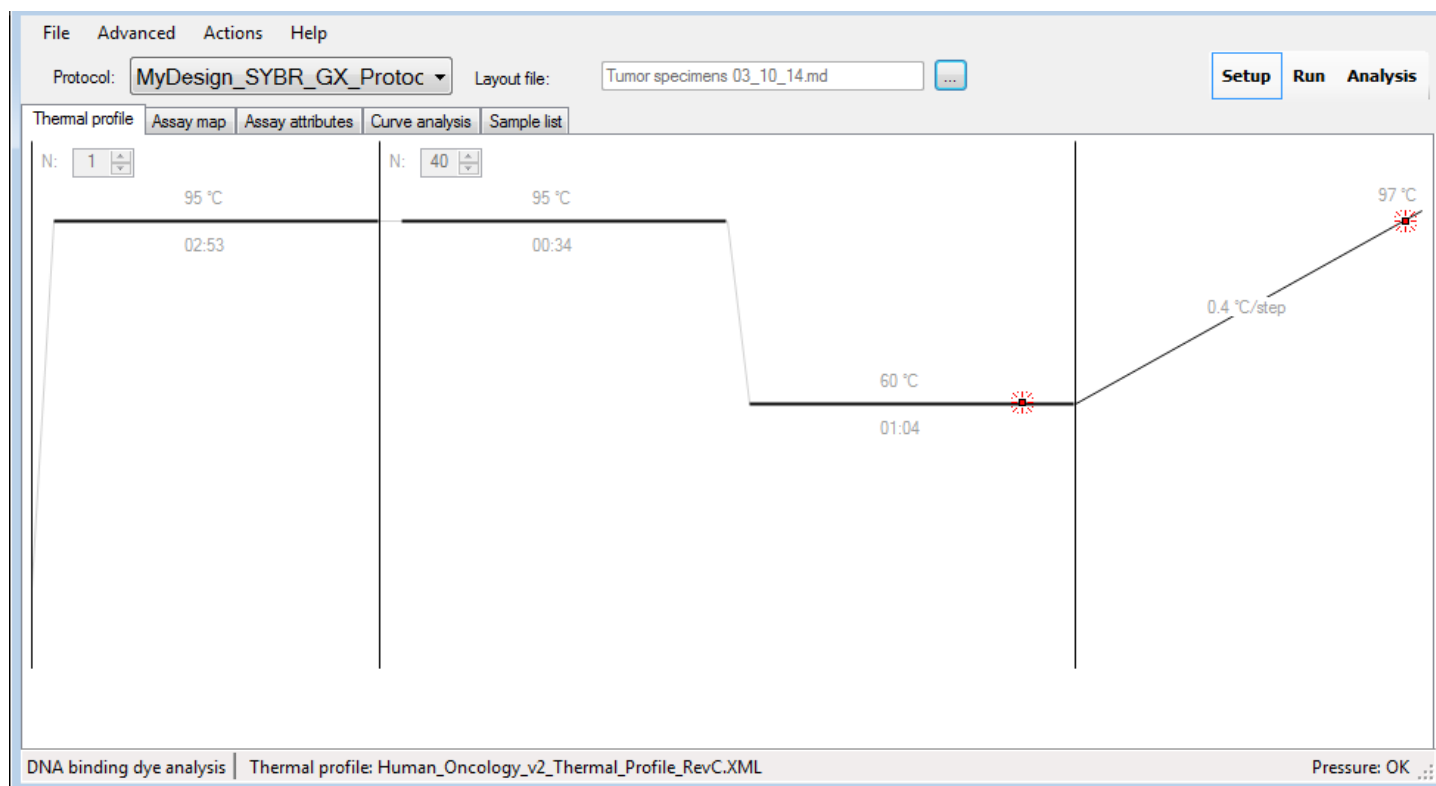 File Advanced Actions Help
Protocol: MyDesign_SYBR_GX_Protoc Layout file: Tumor specimens 03_10_14.md ... Setup Run Analysis
Thermal profile Assay map Assay attributes Curve analysis Sample list
N: 1 N: 40
95 °C 95 °C 97 °C
02:53 00:34
0.4 °C/step
60 °C
01:04
DNA binding dye analysis Thermal profile: Human_Oncology_v2_Thermal_Profile_RevC.XML Pressure: OK